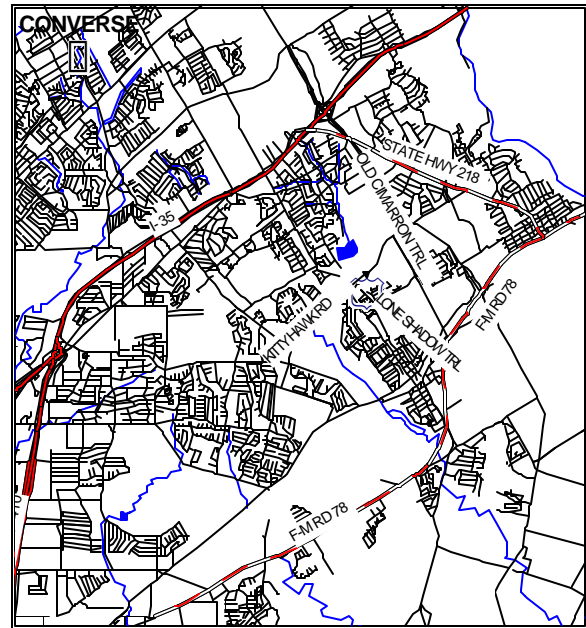 CONVERSE
STATE HWY 218
OLD CIMARRON TRL
I-35
F-M RD 78
LONE SHADOW TRL
KITTY HAWK RD
F-M RD 78